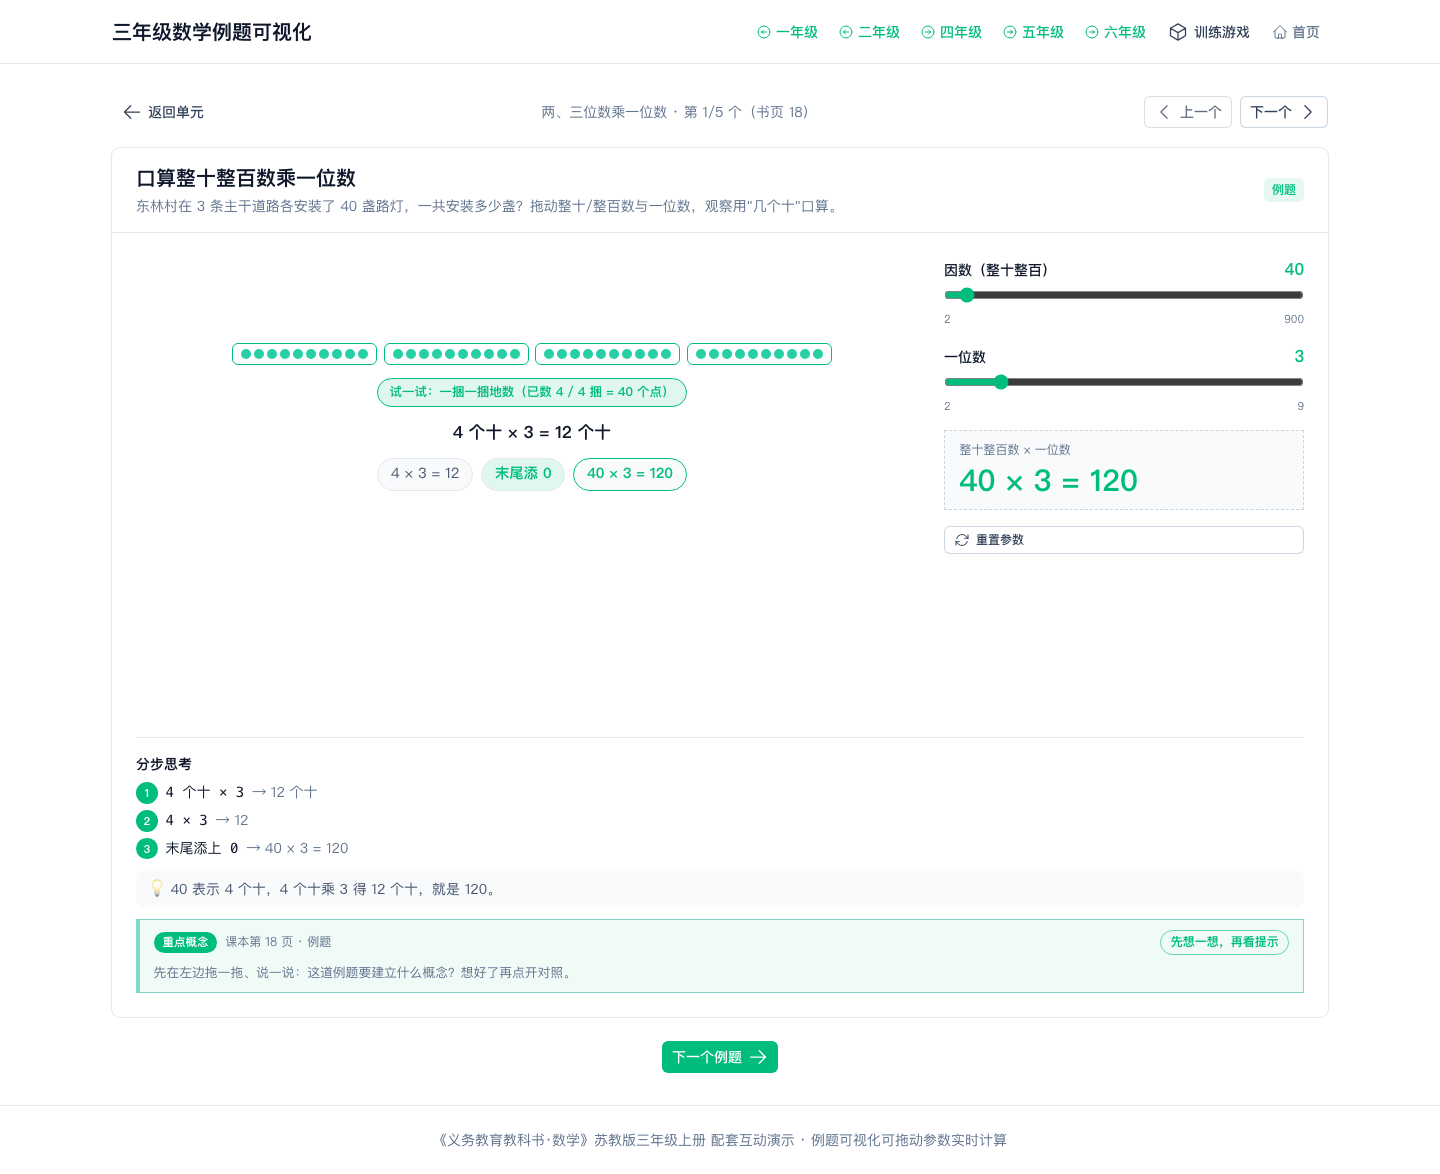 三年级数学例题可视化
一年级 二年级 四年级 五年级 六年级 训练游戏 首页
返回单元
两、三位数乘一位数 · 第 1/5 个（书页 18）
上一个 下一个
口算整十整百数乘一位数
东林村在 3 条主干道路各安装了 40 盏路灯，一共安装多少盏？拖动整十/整百数与一位数，观察用"几个十"口算。
例题
试一试：一捆一捆地数（已数 4 / 4 捆 = 40 个点）
4 个十 × 3 = 12 个十
4 × 3 = 12 末尾添 0 40 × 3 = 120
因数（整十整百） 40
2 900
一位数 3
2 9
整十整百数 × 一位数
40 × 3 = 120
重置参数
分步思考
1 4 个十 × 3 → 12 个十
2 4 × 3 → 12
3 末尾添上 0 → 40 × 3 = 120
💡 40 表示 4 个十，4 个十乘 3 得 12 个十，就是 120。
重点概念 课本第 18 页 · 例题 先想一想，再看提示
先在左边拖一拖、说一说：这道例题要建立什么概念？想好了再点开对照。
下一个例题 →
《义务教育教科书·数学》苏教版三年级上册 配套互动演示 · 例题可视化可拖动参数实时计算